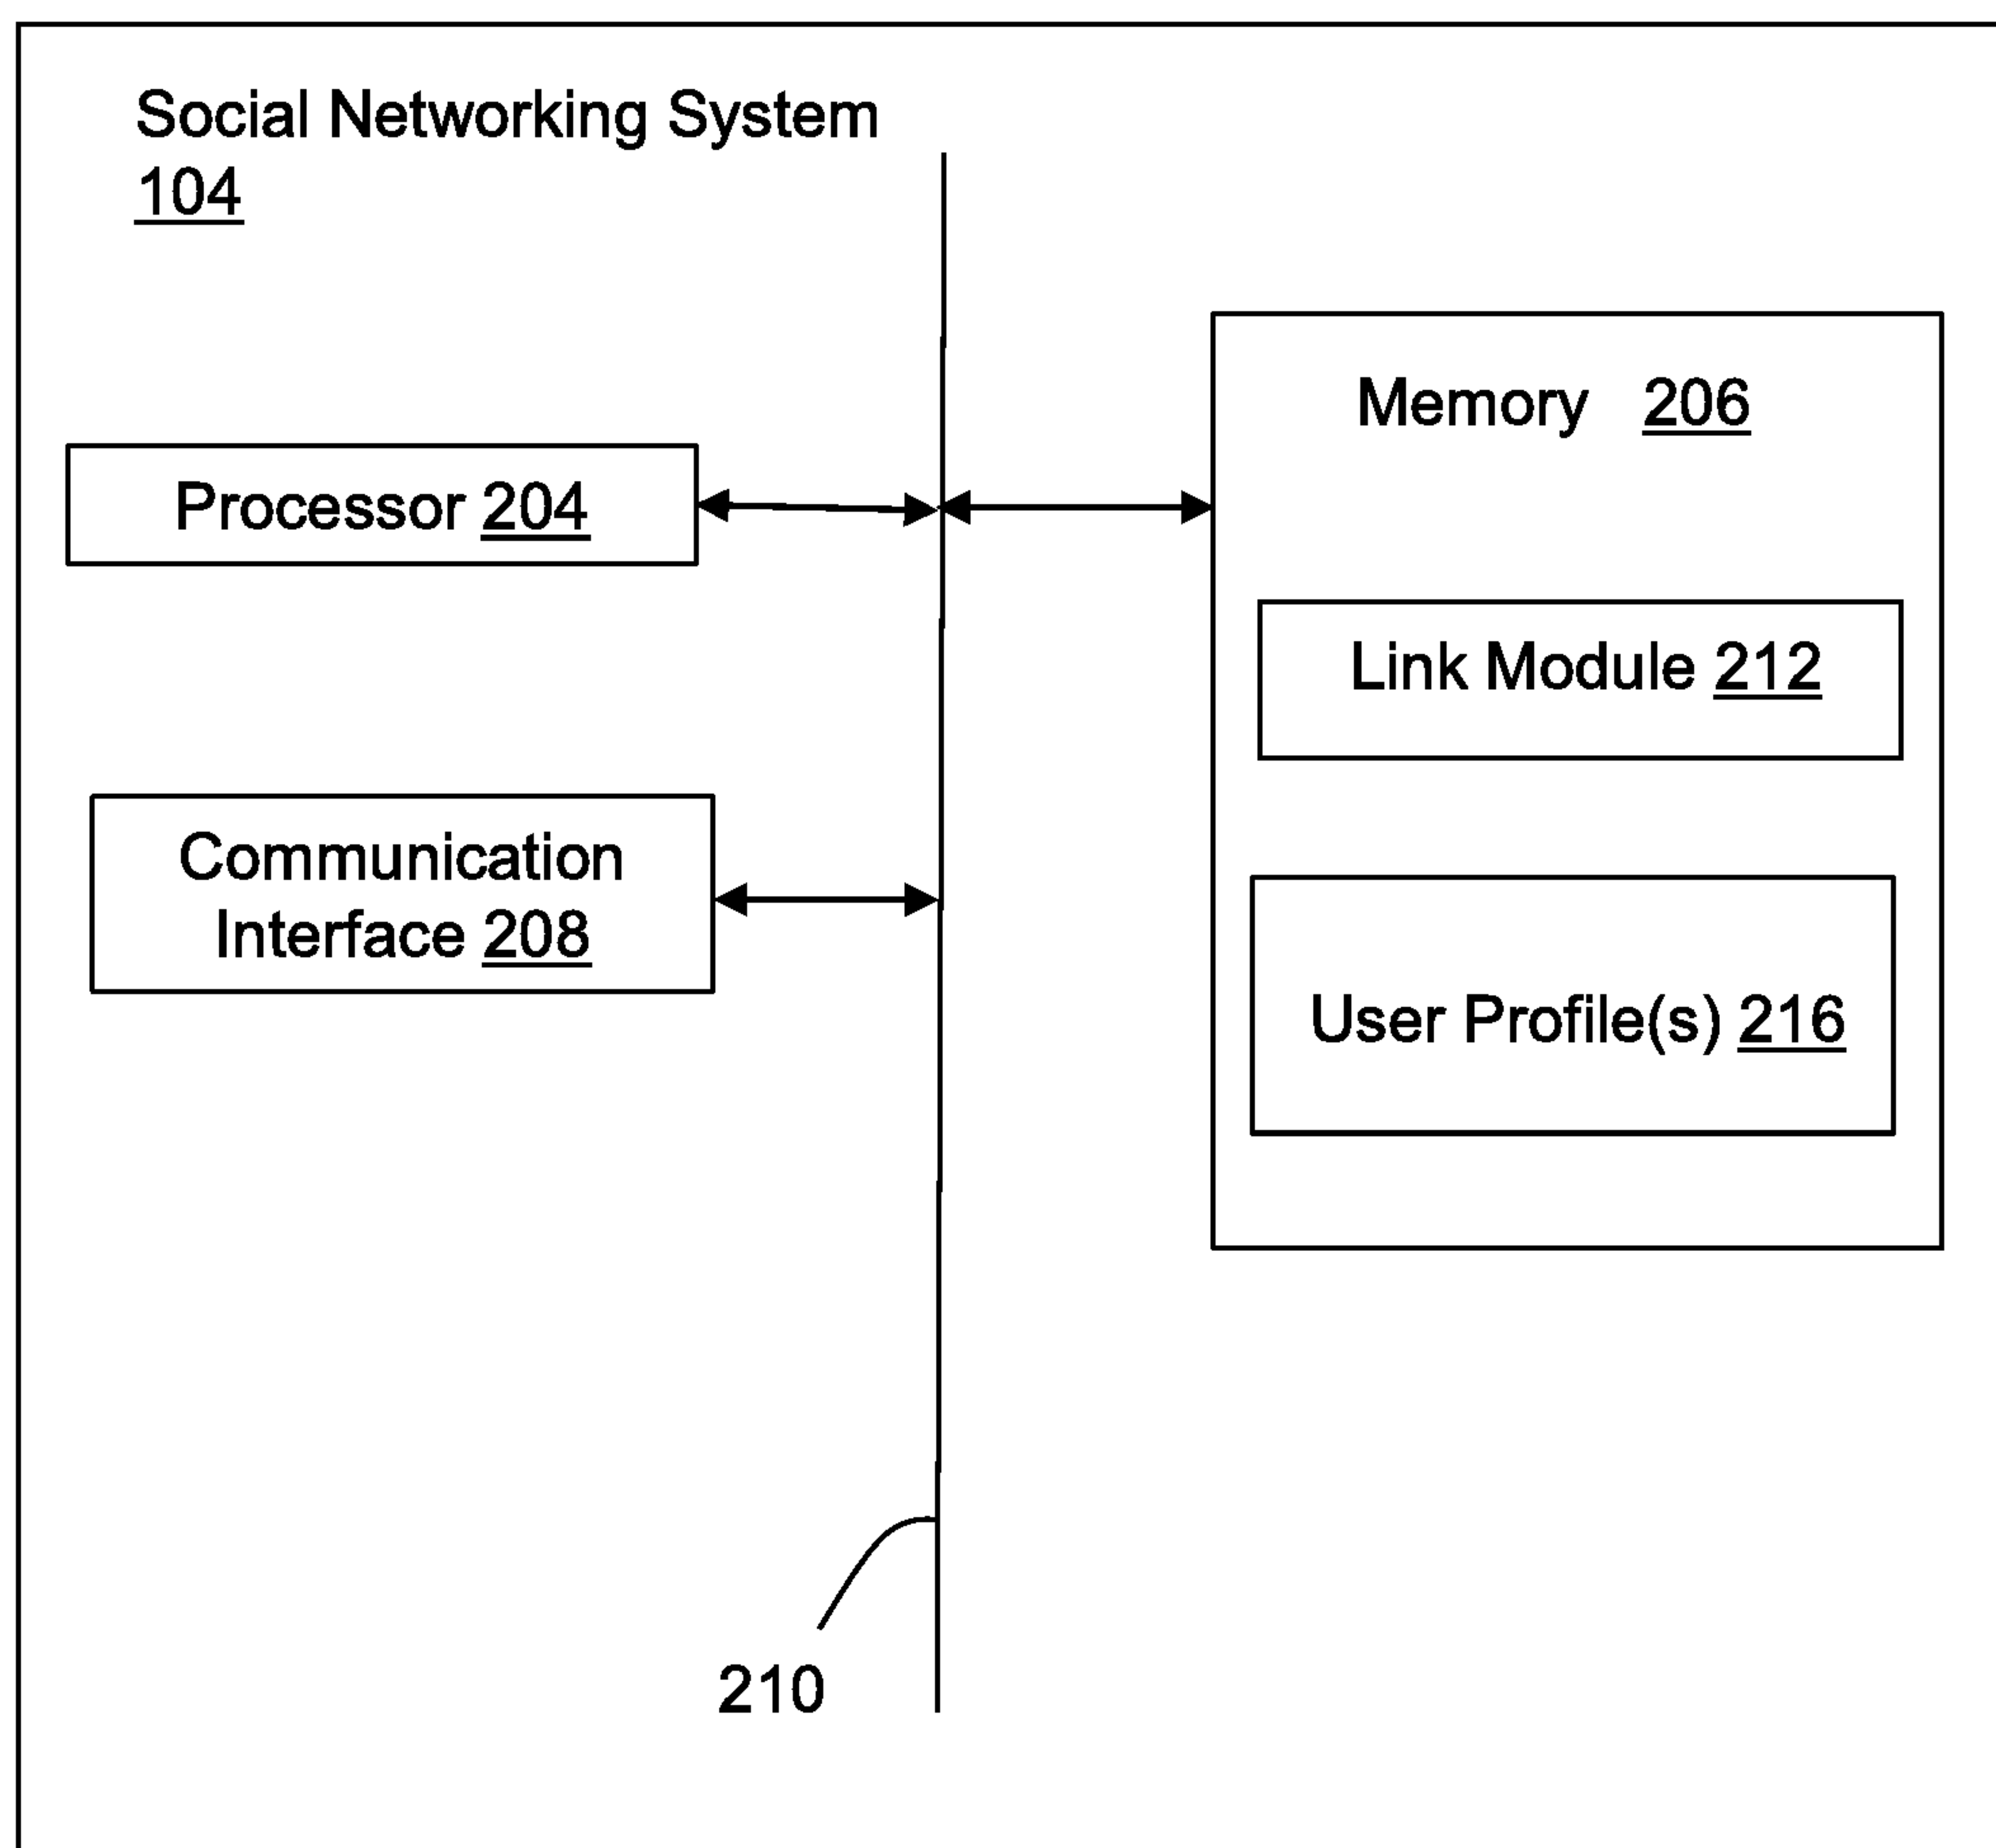 Social Networking System
104
Processor 204
Communication
Interface 208
Memory 206
Link Module 212
User Profile(s) 216
210